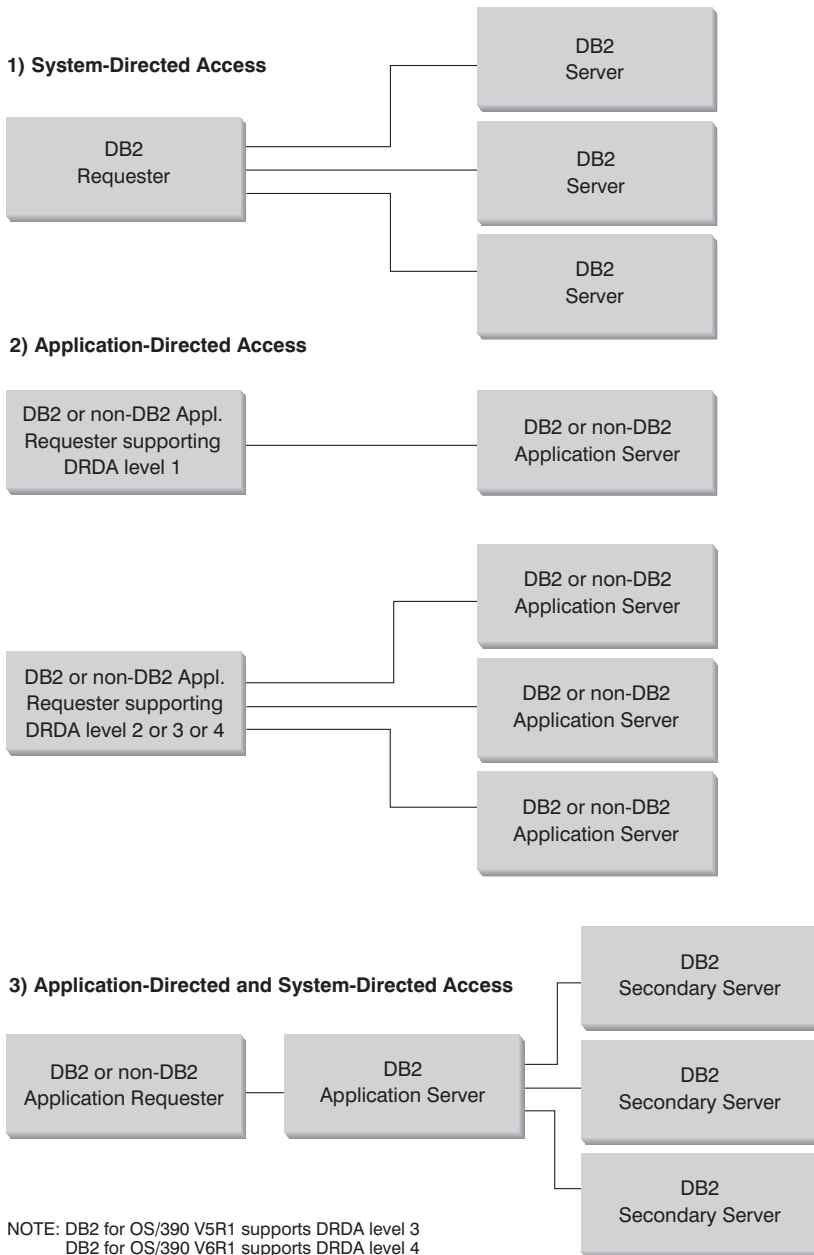 1) System-Directed Access
DB2
Requester
DB2
Server
DB2
Server
DB2
Server
2) Application-Directed Access
DB2 or non-DB2 Appl.
Requester supporting
DRDA level 1
DB2 or non-DB2
Application Server
DB2 or non-DB2 Appl.
Requester supporting
DRDA level 2 or 3 or 4
DB2 or non-DB2
Application Server
DB2 or non-DB2
Application Server
DB2 or non-DB2
Application Server
3) Application-Directed and System-Directed Access
DB2 or non-DB2
Application Requester
DB2
Application Server
DB2
Secondary Server
DB2
Secondary Server
DB2
Secondary Server
NOTE: DB2 for OS/390 V5R1 supports DRDA level 3
DB2 for OS/390 V6R1 supports DRDA level 4